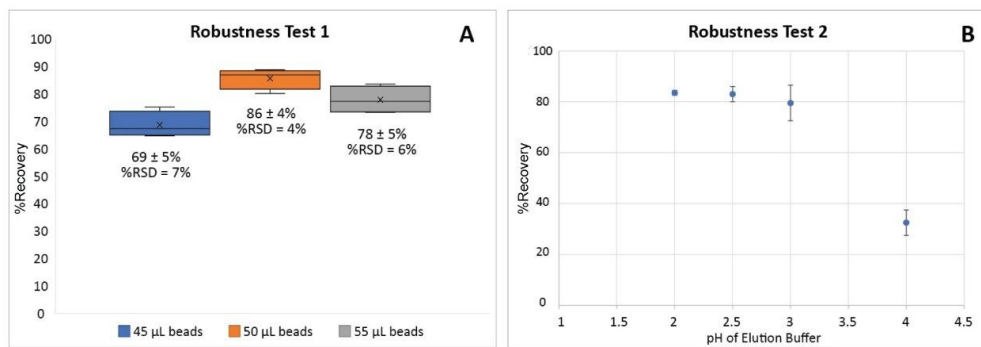 Robustness Test 1
A
100
90
80
70
60
50
40
30
20
10
0
%Recovery
69 ± 5%
%RSD = 7%
86 ± 4%
%RSD = 4%
78 ± 5%
%RSD = 6%
45 µL beads
50 µL beads
55 µL beads
Robustness Test 2
B
100
80
60
40
20
0
%Recovery
1 1.5 2 2.5 3 3.5 4 4.5
pH of Elution Buffer